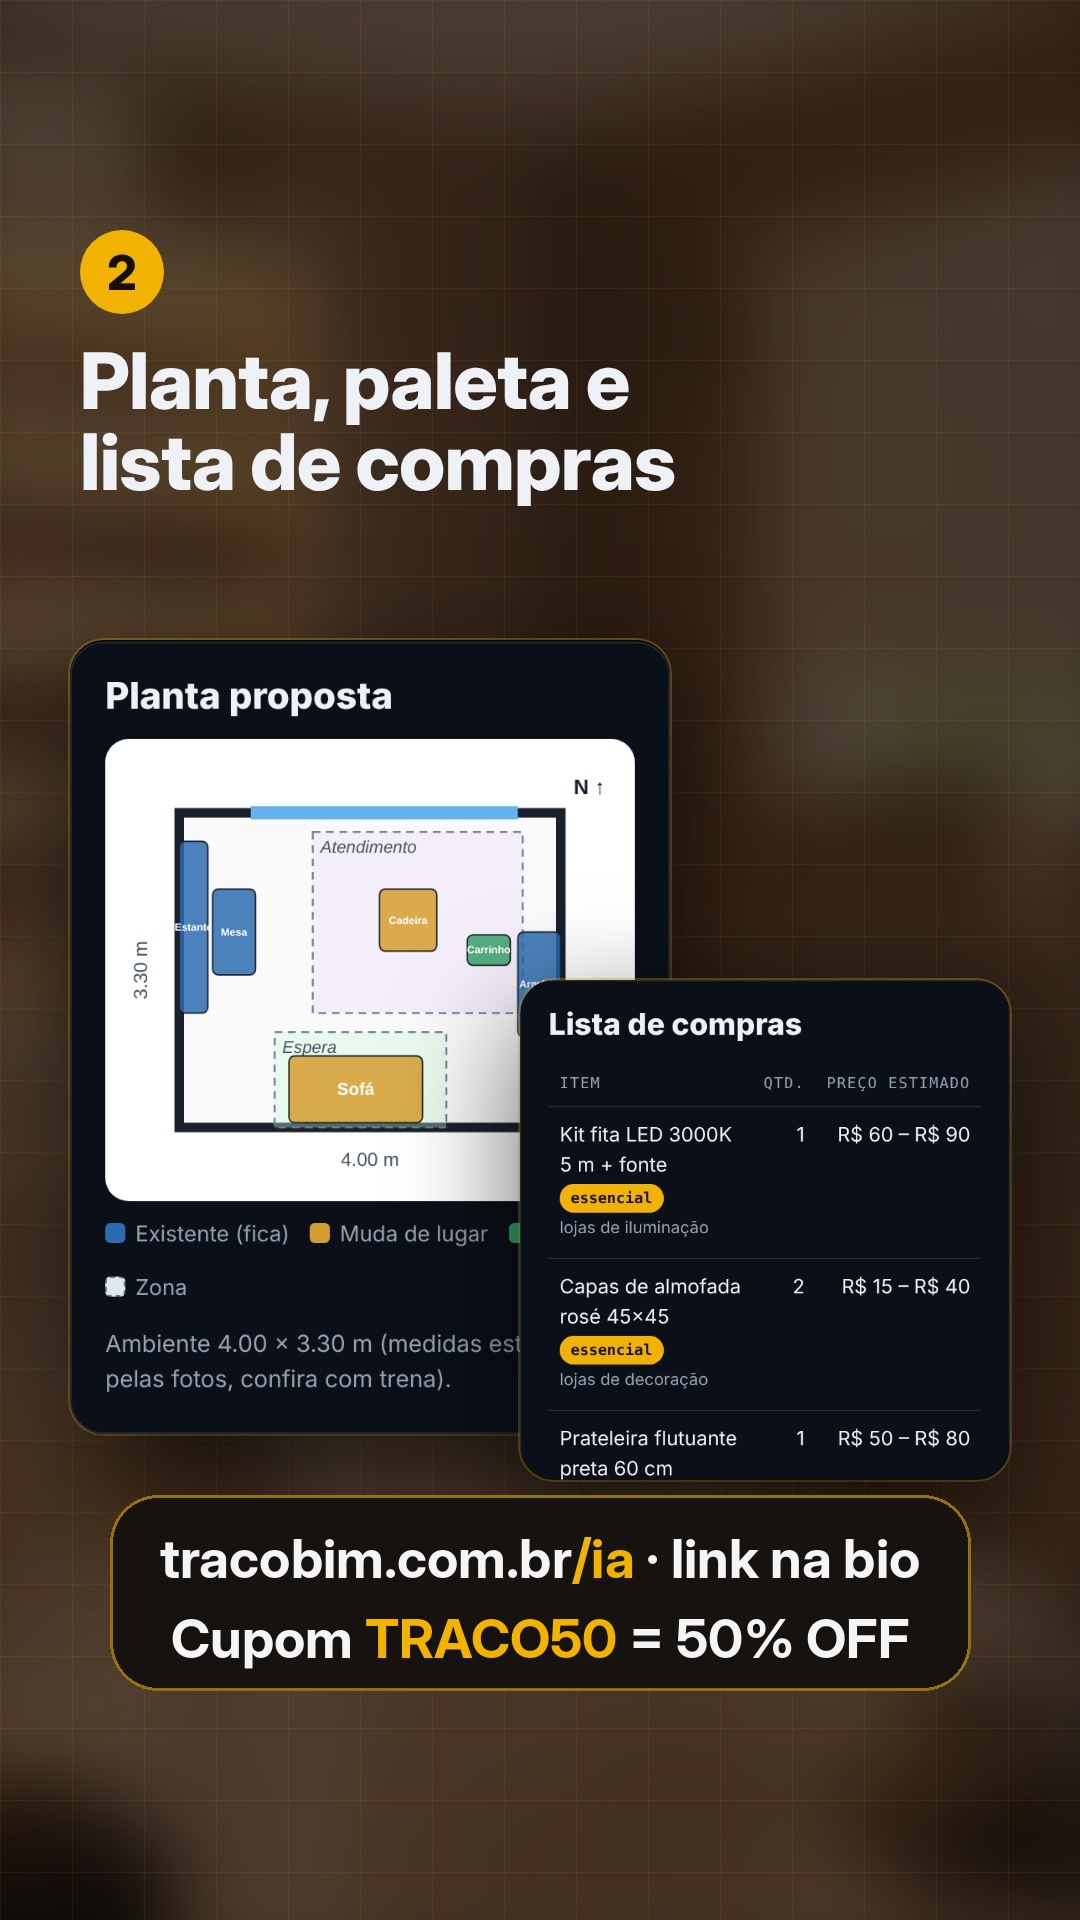 2
Planta, paleta e
lista de compras
Planta proposta
N ↑
Atendimento
Cadeira
Carrinho
Mesa
3.30 m
Espera
Sofá
4.00 m
Existente (fica)
Muda de lugar
Zona
Ambiente 4.00 × 3.30 m (medidas
pelas fotos, confira com trena).
Lista de compras
ITEM QTD. PREÇO ESTIMADO
Kit fita LED 3000K 1 R$ 60 – R$ 90
5 m + fonte
essencial
lojas de iluminação
Capas de almofada 2 R$ 15 – R$ 40
rosé 45×45
essencial
lojas de decoração
Prateleira flutuante 1 R$ 50 – R$ 80
preta 60 cm
tracobim.com.br/ia · link na bio
Cupom TRACO50 = 50% OFF